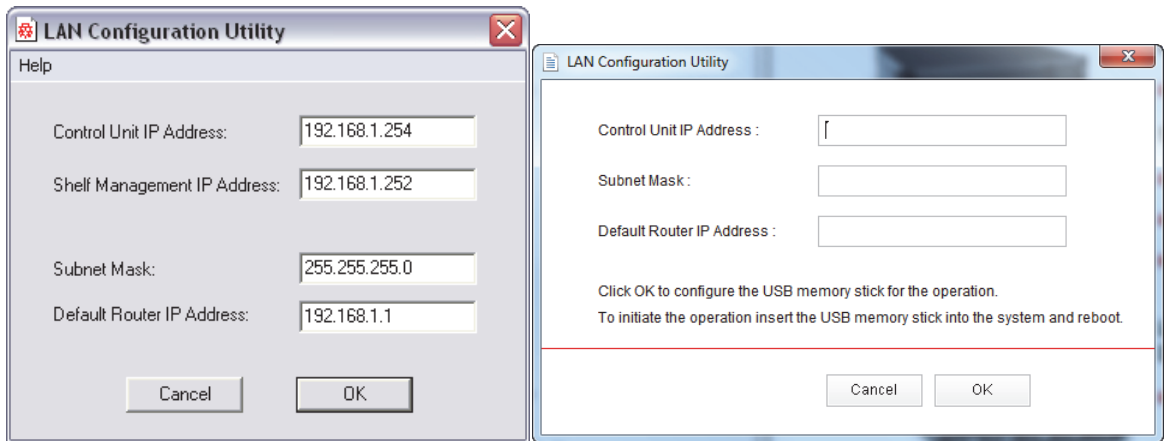 LAN Configuration Utility
Help
Control Unit IP Address: 192.168.1.254
Shelf Management IP Address: 192.168.1.252
Subnet Mask: 255.255.255.0
Default Router IP Address: 192.168.1.1
Cancel OK
LAN Configuration Utility
Control Unit IP Address :
Subnet Mask :
Default Router IP Address :
Click OK to configure the USB memory stick for the operation.
To initiate the operation insert the USB memory stick into the system and reboot.
Cancel OK